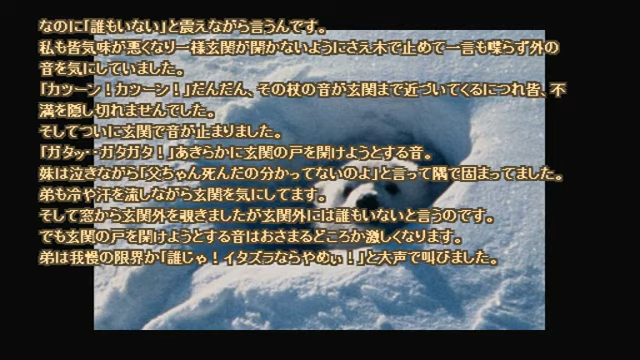 なのに「誰もいない」と震えながら言うんです。
私も皆気味が悪くなり一様玄関が開かないようにさえ木で止めて一言も喋らず外の
音を気にしていました。
「カッーン！カッーン！」だんだん、その杖の音が玄関まで近づいてくるにつれ皆、不
満を隠し切れませんでした。
そしてついに玄関で音が止まりました。
「ガタッ・・ガタガタ！」あきらかに玄関の戸を開けようとする音。
妹は泣きながら「父ちゃん死んだの分かってないのよ」と言って隅で固まってました。
弟も冷や汗を流しながら玄関を気にしてます。
そして窓から玄関外を覗きましたが玄関外には誰もいないと言うのです。
でも玄関の戸を開けようとする音はおさまるどころか激しくなります。
弟は我慢の限界か「誰じゃ！イタズラならやめぃ！」と大声で叫びました。